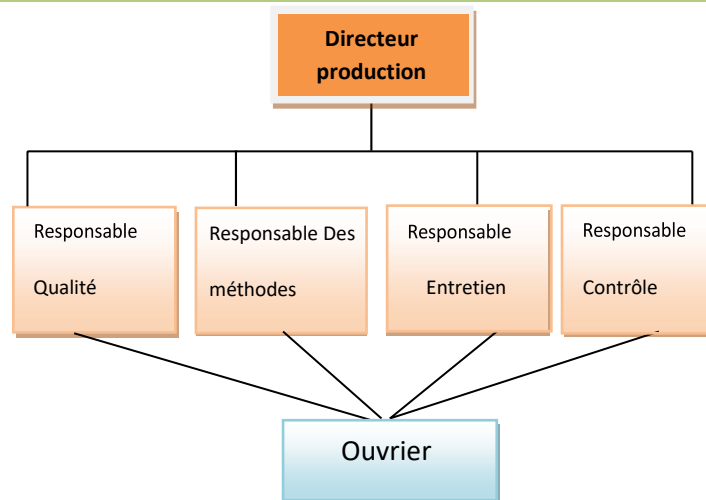 Directeur
production
Responsable
Qualité
Responsable Des
méthodes
Responsable
Entretien
Responsable
Contrôle
Ouvrier